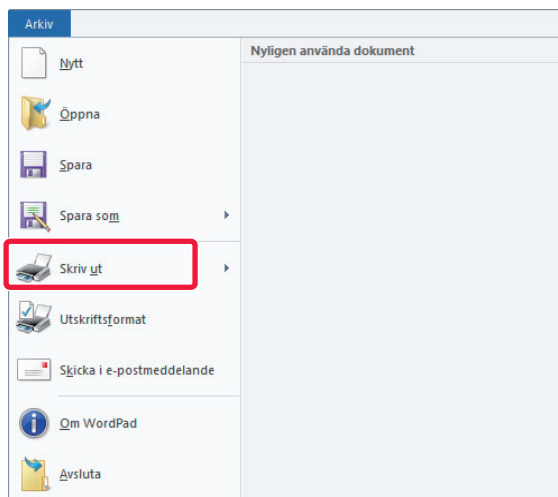 Arkiv
Nyligen använda dokument
Nytt
Öppna
Spara
Spara som
Skriv ut
Utskriftsformat
Skicka i e-postmeddelande
Om WordPad
Avsluta